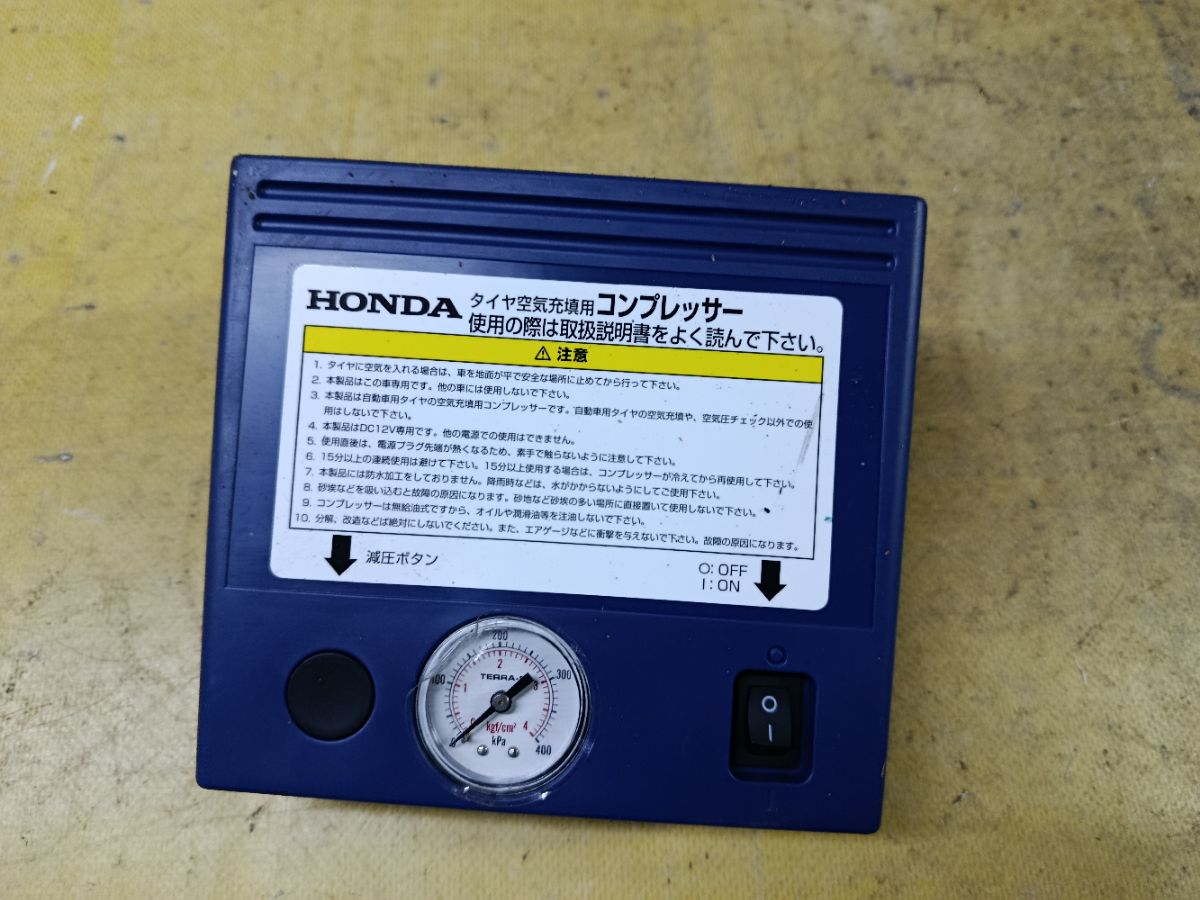 HONDA タイヤ空気充填用コンプレッサー
使用の際は取扱説明書をよく読んで下さい。
⚠ 注意
1. タイヤに空気を入れる場合は、車を地面が平で安全な場所に止めてから行って下さい。
2. 本製品はこの車専用です。他の車には使用しないで下さい。
3. 本製品は自動車用タイヤの空気充填用コンプレッサーです。自動車用タイヤの空気充填や、空気圧チェック以外での使
用はしないで下さい。
4. 本製品はDC12V専用です。他の電源での使用はできません。
5. 使用直後は、電源プラグ先端が熱くなるため、素手で触らないように注意して下さい。
6. 15分以上の連続使用は避けて下さい。15分以上使用する場合は、コンプレッサーが冷えてから再使用して下さい。
7. 本製品には防水加工をしておりません。降雨時などは、水がかからないようにしてご使用下さい。
8. 砂埃などを吸い込むと故障の原因になります。砂地など砂埃の多い場所に直接置いて使用しないで下さい。
9. コンプレッサーは無給油式ですから、オイルや潤滑油等を注油しないで下さい。
10. 分解、改造などは絶対にしないでください。また、エアゲージなどに衝撃を与えないで下さい。故障の原因になります。
減圧ボタン
O: OFF
I: ON
200
2
100
300
TERRA-
1
3
0
kgf/cm²
4
0
kPa
400
O
I